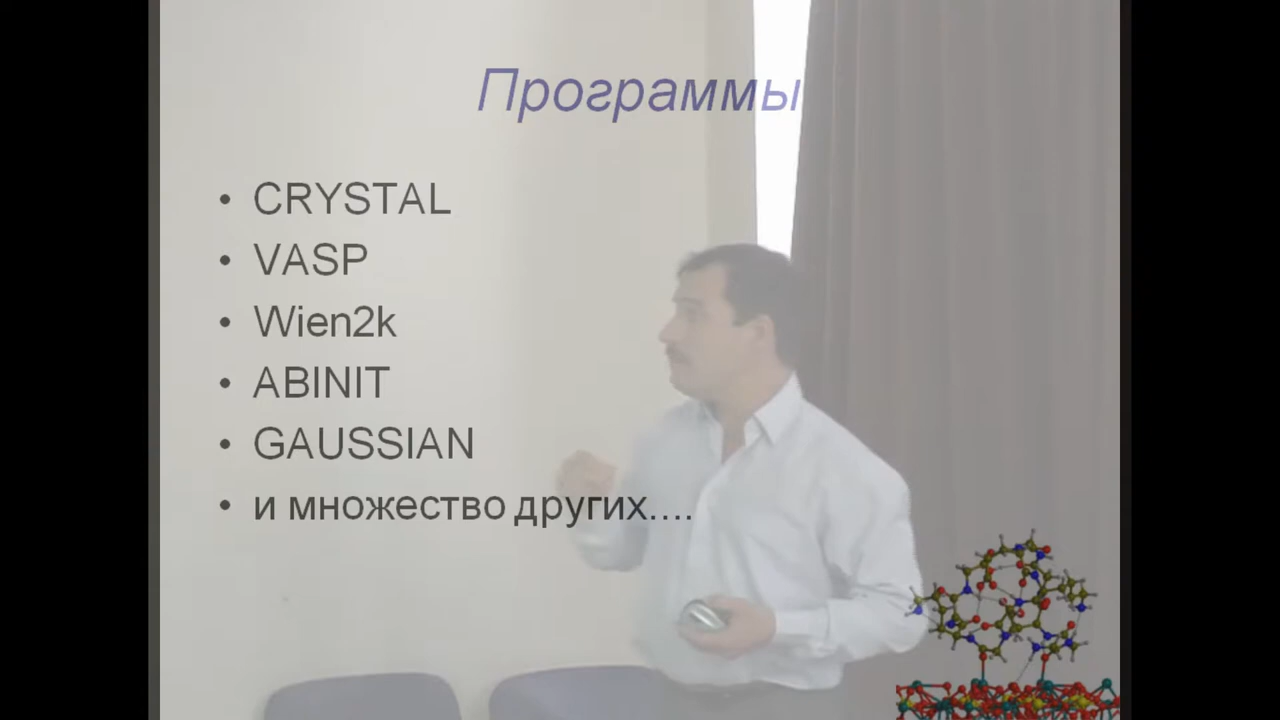 Программы
• CRYSTAL
• VASP
• Wien2k
• ABINIT
• GAUSSIAN
• и множество других....